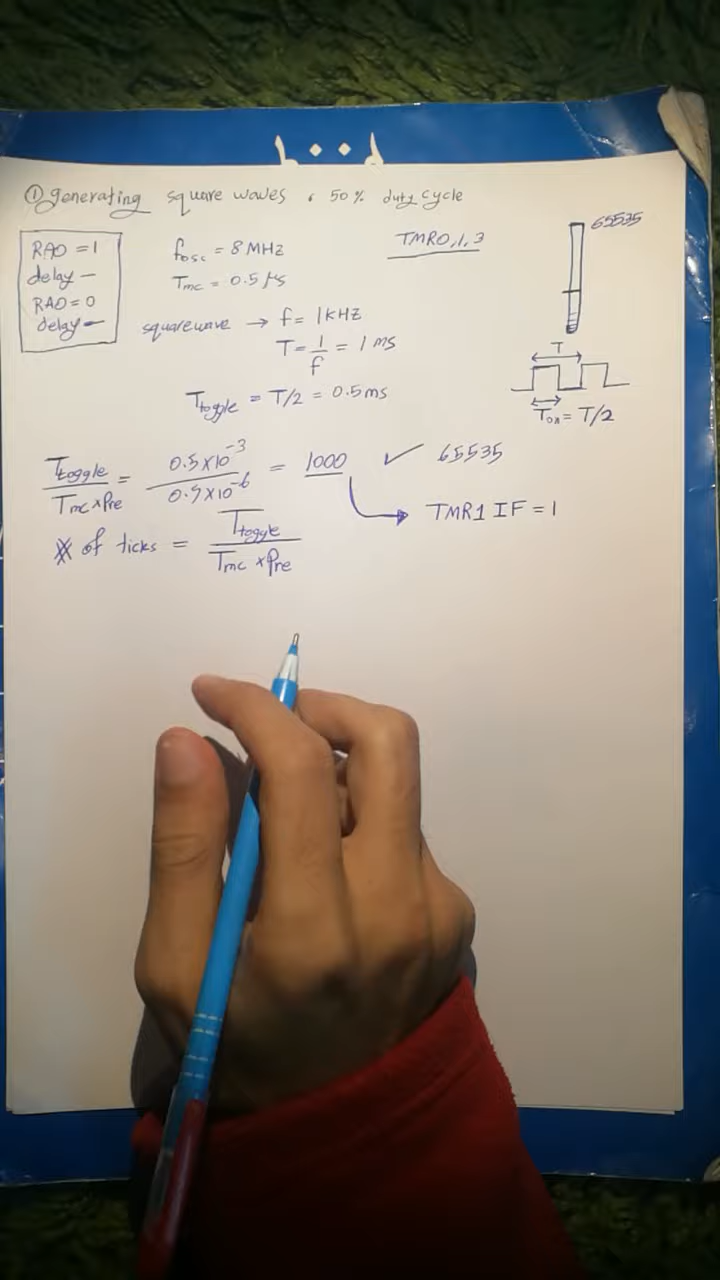 ① generating square waves , 50% duty cycle
RA0 = 1
delay —
RA0 = 0
delay —
fosc = 8 MHz
Tmc = 0.5 μs
TMR0,1,3
65535
square wave → f = 1 KHz
T = 1/f = 1 ms
Ttoggle = T/2 = 0.5 ms
T
Ton = T/2
Ttoggle / Tmc × Pre = 0.5×10⁻³ / 0.5×10⁻⁶ = 1000 ✓ 65535
TMR1 IF = 1
# of ticks = Ttoggle / Tmc × Pre